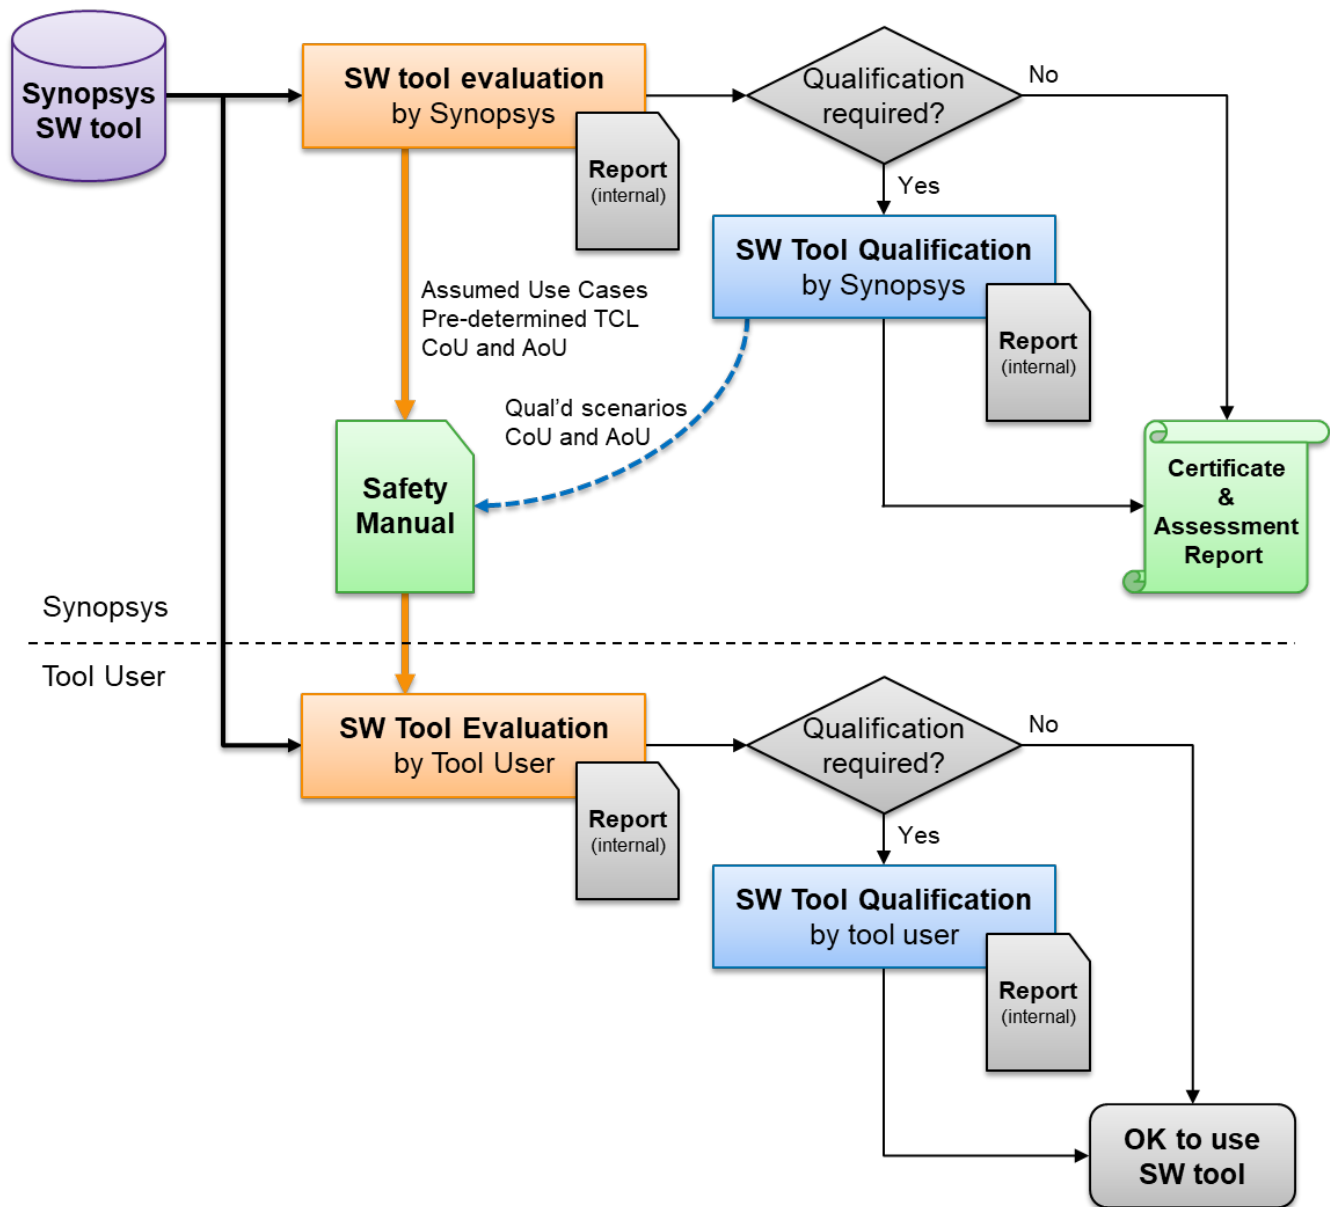 Synopsys
SW tool
SW tool evaluation
by Synopsys
Report
(internal)
Qualification
required?
No
Yes
SW Tool Qualification
by Synopsys
Report
(internal)
Assumed Use Cases
Pre-determined TCL
CoU and AoU
Qual’d scenarios
CoU and AoU
Safety
Manual
Certificate
&
Assessment
Report
Synopsys
Tool User
SW Tool Evaluation
by Tool User
Report
(internal)
Qualification
required?
No
Yes
SW Tool Qualification
by tool user
Report
(internal)
OK to use
SW tool